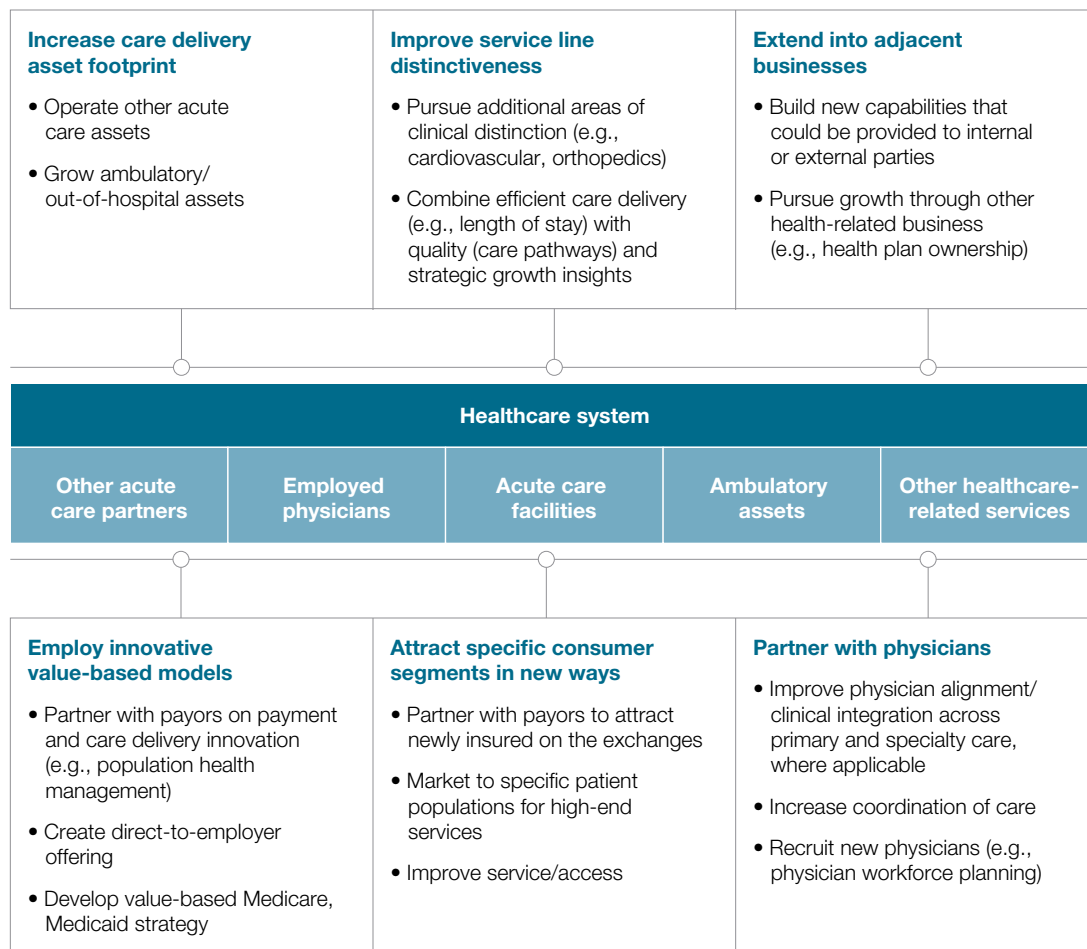 Increase care delivery
asset footprint
• Operate other acute
care assets
• Grow ambulatory/
out-of-hospital assets
Improve service line
distinctiveness
• Pursue additional areas of
clinical distinction (e.g.,
cardiovascular, orthopedics)
• Combine efficient care delivery
(e.g., length of stay) with
quality (care pathways) and
strategic growth insights
Extend into adjacent
businesses
• Build new capabilities that
could be provided to internal
or external parties
• Pursue growth through other
health-related business
(e.g., health plan ownership)
Healthcare system
Other acute
care partners
Employed
physicians
Acute care
facilities
Ambulatory
assets
Other healthcare-
related services
Employ innovative
value-based models
• Partner with payors on payment
and care delivery innovation
(e.g., population health
management)
• Create direct-to-employer
offering
• Develop value-based Medicare,
Medicaid strategy
Attract specific consumer
segments in new ways
• Partner with payors to attract
newly insured on the exchanges
• Market to specific patient
populations for high-end
services
• Improve service/access
Partner with physicians
• Improve physician alignment/
clinical integration across
primary and specialty care,
where applicable
• Increase coordination of care
• Recruit new physicians (e.g.,
physician workforce planning)